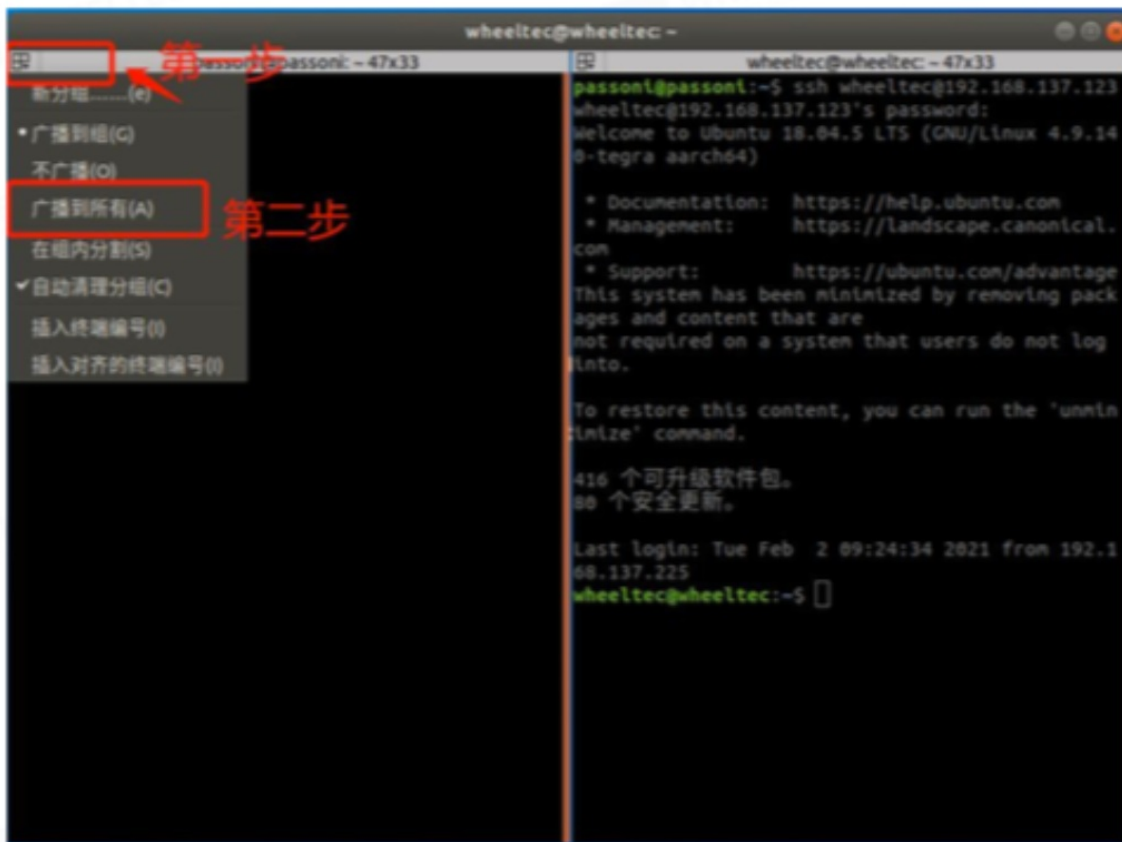 wheeltec@wheeltec: ~
第一步
passoni@passoni: ~ 47x33
新分组......(e)
广播到组(G)
不广播(O)
广播到所有(A)
第二步
在组内分割(S)
自动清理分组(C)
插入终端编号(I)
插入对齐的终端编号(I)
wheeltec@wheeltec: ~ 47x33
passoni@passoni:~$ ssh wheeltec@192.168.137.123
wheeltec@192.168.137.123's password:
Welcome to Ubuntu 18.04.5 LTS (GNU/Linux 4.9.14
0-tegra aarch64)
* Documentation: https://help.ubuntu.com
* Management: https://landscape.canonical.
com
* Support: https://ubuntu.com/advantage
This system has been minimized by removing pack
ages and content that are
not required on a system that users do not log
into.
To restore this content, you can run the 'unmin
imize' command.
416 个可升级软件包。
80 个安全更新。
Last login: Tue Feb 2 09:24:34 2021 from 192.1
68.137.225
wheeltec@wheeltec:~$